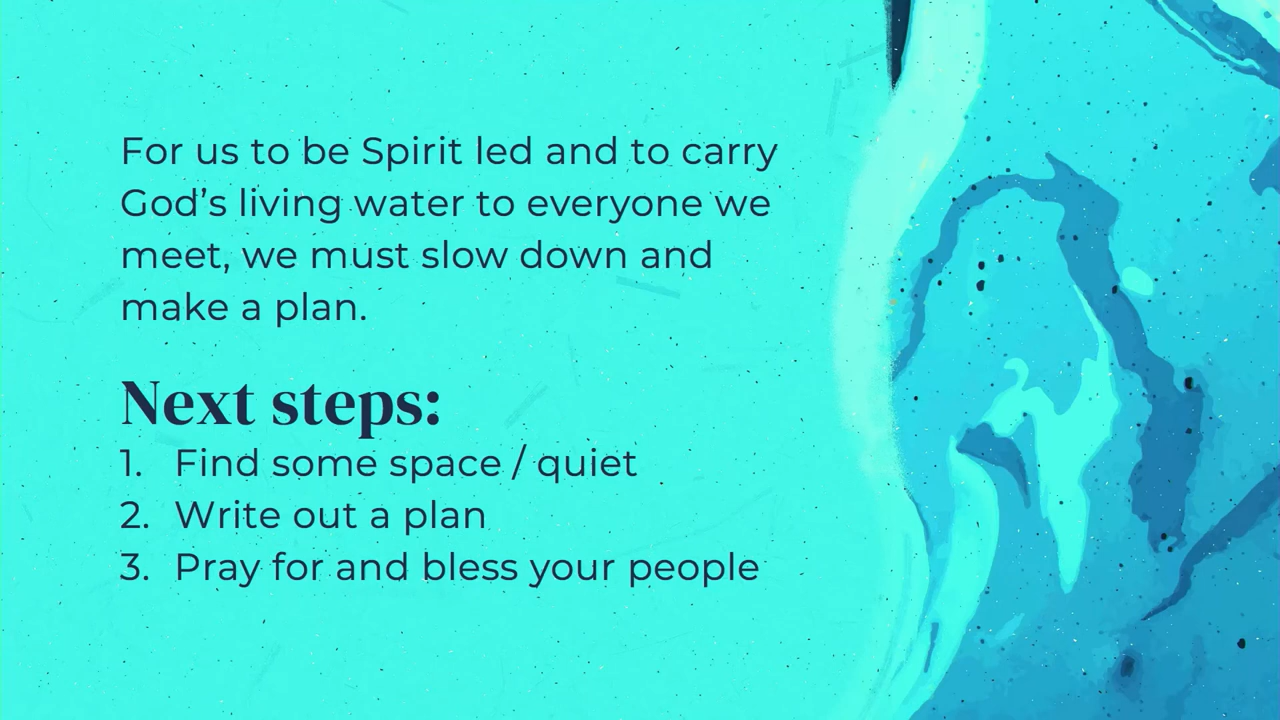 For us to be Spirit led and to carry
God’s living water to everyone we
meet, we must slow down and
make a plan.
Next steps:
1. Find some space / quiet
2. Write out a plan
3. Pray for and bless your people